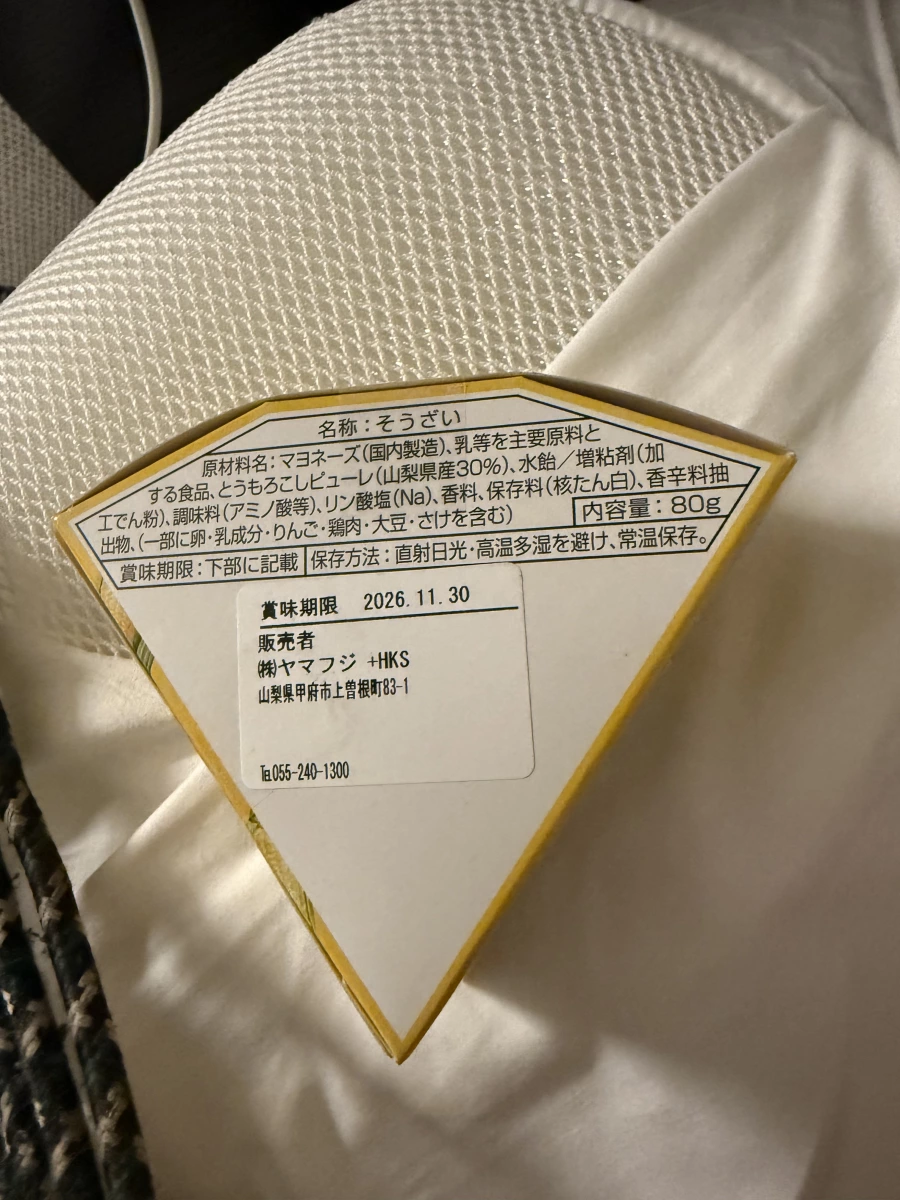 名称：そうざい
原材料名：マヨネーズ（国内製造）、乳等を主要原料と
する食品、とうもろこしピューレ（山梨県産30%）、水飴／増粘剤（加
工でん粉）、調味料（アミノ酸等）、リン酸塩（Na）、香料、保存料（核たん白）、香辛料抽
出物、（一部に卵・乳成分・りんご・鶏肉・大豆・さけを含む）
内容量：80g
賞味期限：下部に記載
保存方法：直射日光・高温多湿を避け、常温保存。
賞味期限 2026.11.30
販売者
㈱ヤマフジ +HKS
山梨県甲府市上曽根町83-1
℡055-240-1300